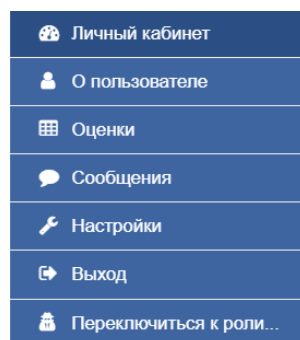 Личный кабинет
О пользователе
Оценки
Сообщения
Настройки
Выход
Переключиться к роли...